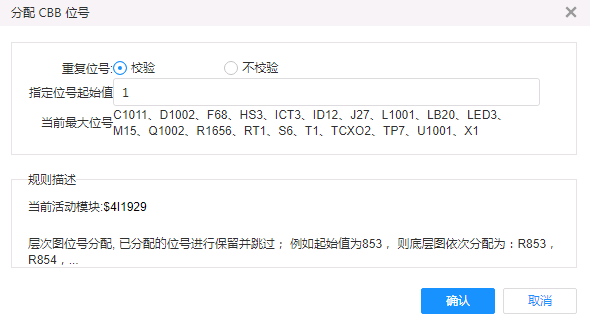 分配 CBB 位号
重复位号: 校验 不校验
指定位号起始值 1
当前最大位号 C1011、D1002、F68、HS3、ICT3、ID12、J27、L1001、LB20、LED3、
M15、Q1002、R1656、RT1、S6、T1、TCXO2、TP7、U1001、X1
规则描述
当前活动模块:$4I1929
层次图位号分配, 已分配的位号进行保留并跳过； 例如起始值为853， 则底层图依次分配为：R853，
R854，...
确认 取消